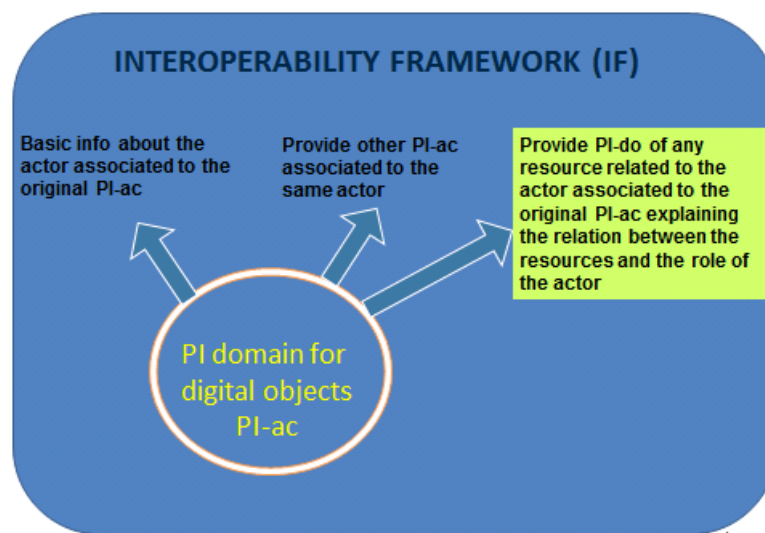 INTEROPERABILITY FRAMEWORK (IF)
Basic info about the
actor associated to the
original PI-ac
Provide other PI-ac
associated to the
same actor
Provide PI-do of any
resource related to the
actor associated to the
original PI-ac explaining
the relation between the
resources and the role of
the actor
PI domain for
digital objects
PI-ac